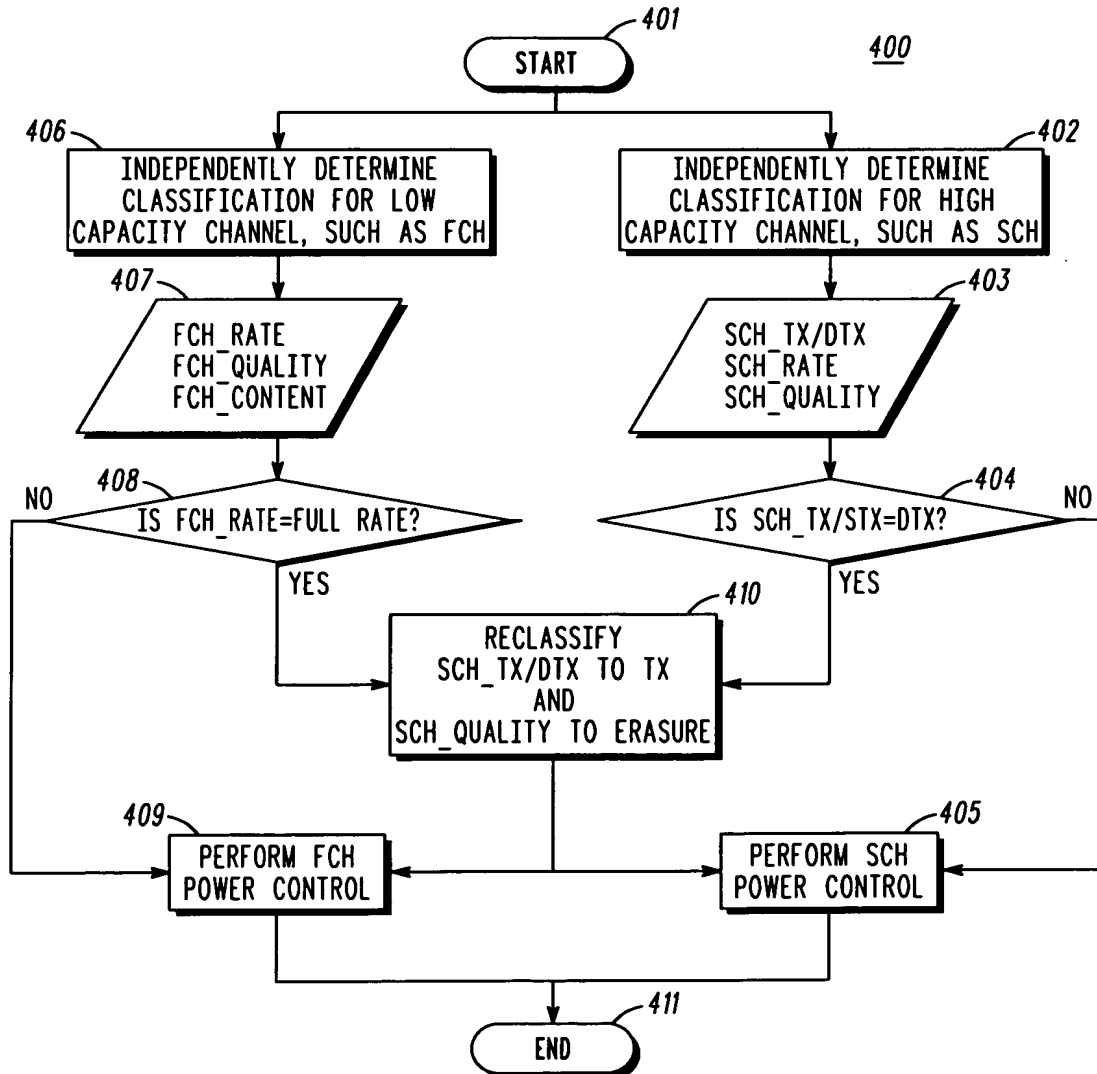 401
START
400
406
INDEPENDENTLY DETERMINE
CLASSIFICATION FOR LOW
CAPACITY CHANNEL, SUCH AS FCH
402
INDEPENDENTLY DETERMINE
CLASSIFICATION FOR HIGH
CAPACITY CHANNEL, SUCH AS SCH
407
FCH_RATE
FCH_QUALITY
FCH_CONTENT
403
SCH_TX/DTX
SCH_RATE
SCH_QUALITY
408
NO
IS FCH_RATE=FULL RATE?
YES
404
NO
IS SCH_TX/STX=DTX?
YES
410
RECLASSIFY
SCH_TX/DTX TO TX
AND
SCH_QUALITY TO ERASURE
409
PERFORM FCH
POWER CONTROL
405
PERFORM SCH
POWER CONTROL
411
END